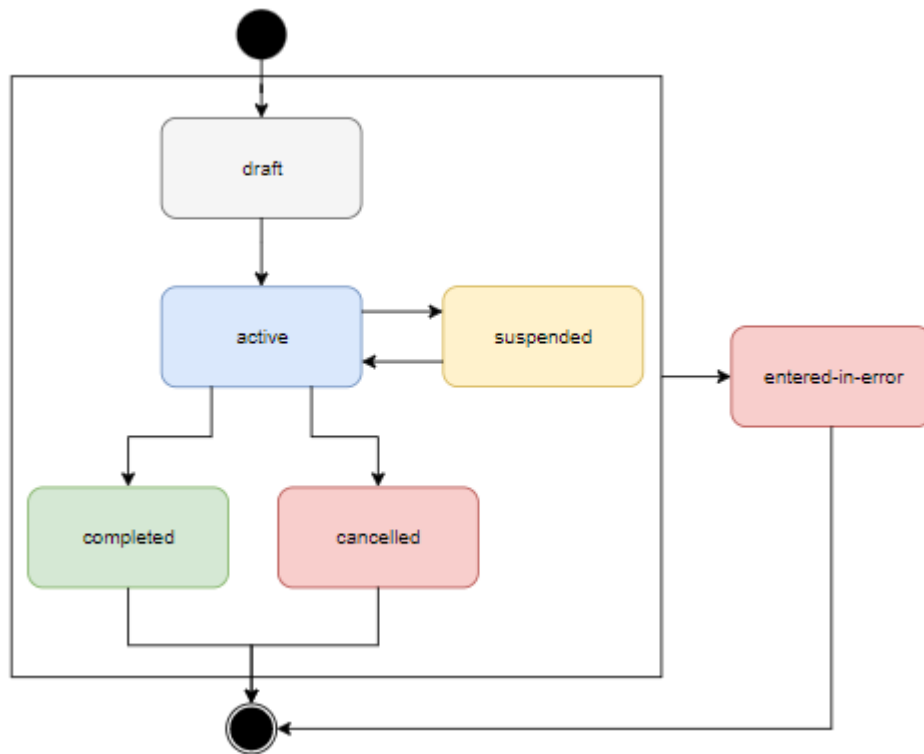 draft
active
suspended
entered-in-error
completed
cancelled